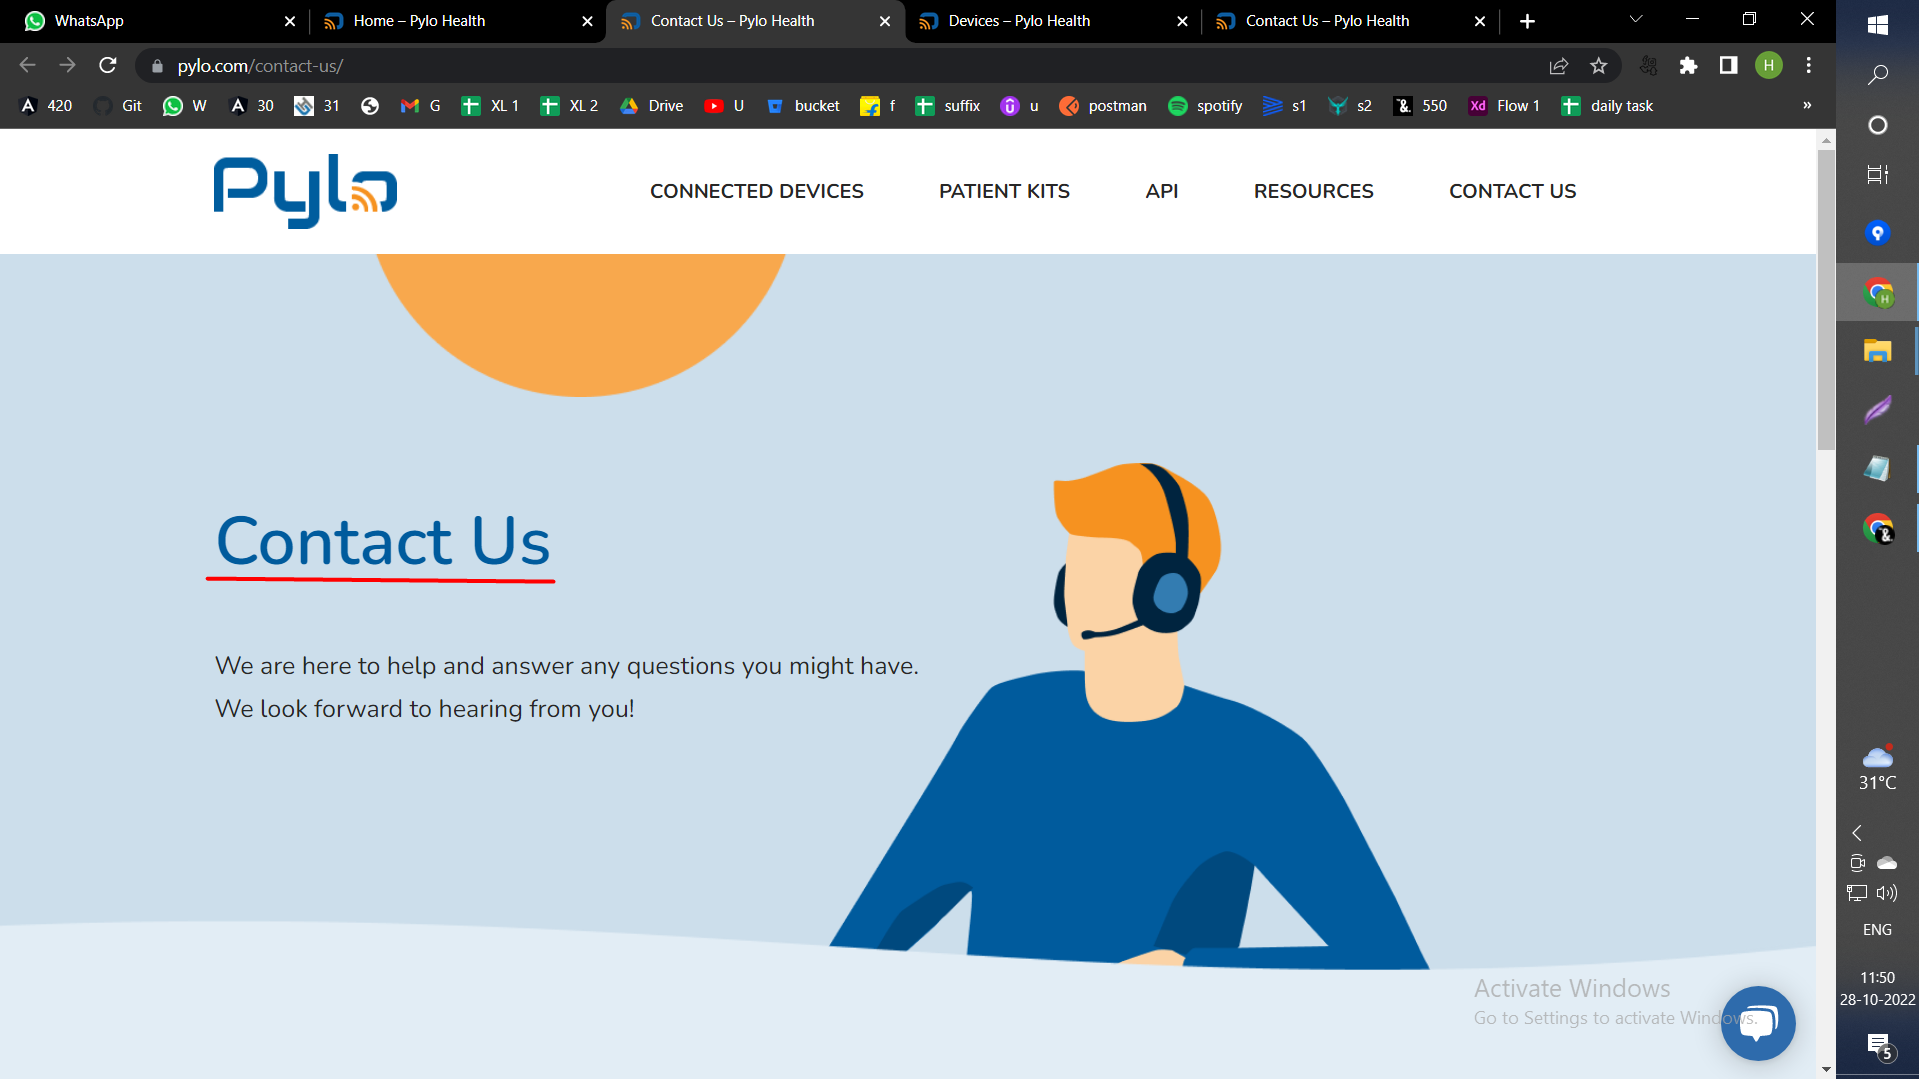 WhatsApp
Home – Pylo Health
Contact Us – Pylo Health
Devices – Pylo Health
Contact Us – Pylo Health
pylo.com/contact-us/
H
420
Git
W
30
31
G
XL 1
XL 2
Drive
U
bucket
f
suffix
u
postman
spotify
s1
s2
550
Xd Flow 1
daily task
»
Pylo
CONNECTED DEVICES
PATIENT KITS
API
RESOURCES
CONTACT US
Contact Us
We are here to help and answer any questions you might have.
We look forward to hearing from you!
Activate Windows
Go to Settings to activate Windows.
31°C
ENG
11:50
28-10-2022
5